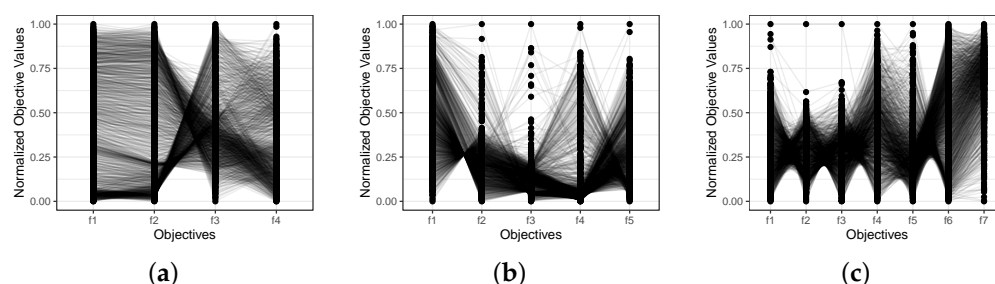 Normalized Objective Values
1.00
0.75
0.50
0.25
0.00
f1 f2 f3 f4
Objectives
(a)
Normalized Objective Values
1.00
0.75
0.50
0.25
0.00
f1 f2 f3 f4 f5
Objectives
(b)
Normalized Objective Values
1.00
0.75
0.50
0.25
0.00
f1 f2 f3 f4 f5 f6 f7
Objectives
(c)